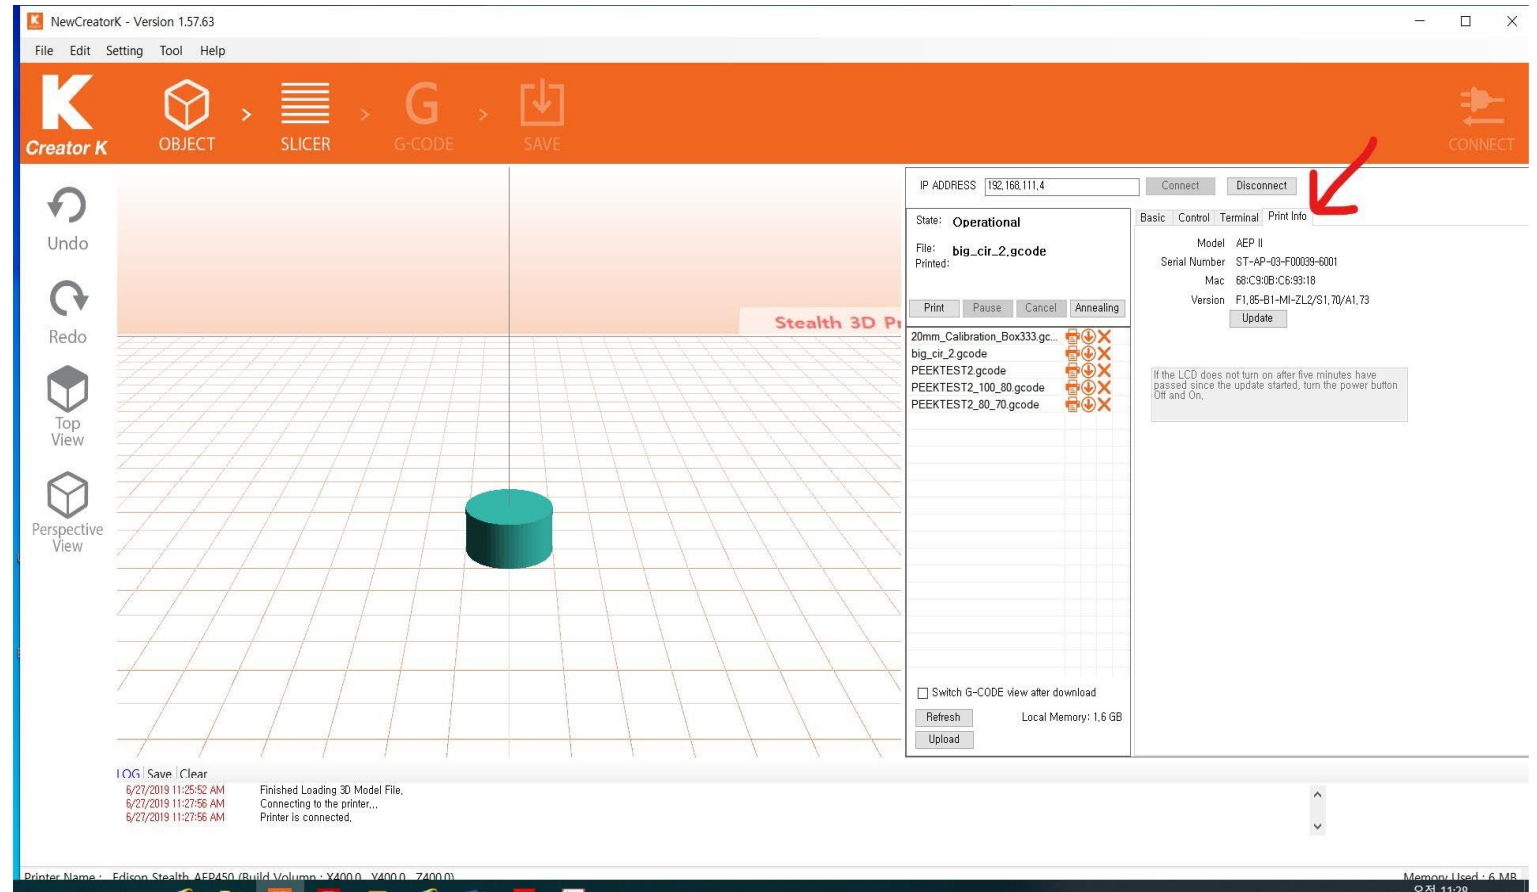 NewCreatorK - Version 1.57.63
File Edit Setting Tool Help
K
Creator K
OBJECT > SLICER > G-CODE > SAVE
G
CONNECT
Undo
Redo
Top
View
Perspective
View
Stealth 3D Pr
IP ADDRESS 192,168,111,4 Connect Disconnect
State: Operational
File: big_cir_2,gcode
Printed:
Print Pause Cancel Annealing
20mm_Calibration_Box333.gc...
big_cir_2.gcode
PEEKTEST2.gcode
PEEKTEST2_100_80.gcode
PEEKTEST2_80_70.gcode
Switch G-CODE view after download
Refresh Local Memory: 1,6 GB
Upload
Basic Control Terminal Print Info
Model AEP II
Serial Number ST-AP-03-F00039-6001
Mac 68:C9:0B:C6:93:18
Version F1,85-B1-MI-ZL2/S1,70/A1,73
Update
If the LCD does not turn on after five minutes have
passed since the update started, turn the power button
Off and On,
LOG Save Clear
6/27/2019 11:25:52 AM Finished Loading 3D Model File,
6/27/2019 11:27:56 AM Connecting to the printer,,,
6/27/2019 11:27:56 AM Printer is connected,
Printer Name : Edison Stealth AEP450 (Build Volumn : X400.0 Y400.0 Z400.0)
Memory Used : 6 MB
오전 11:29